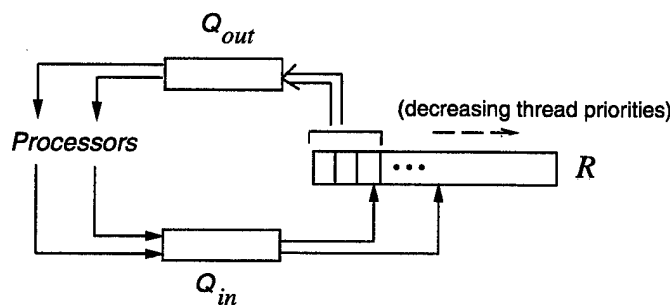 Q_out
(decreasing thread priorities)
Processors
R
Q_in